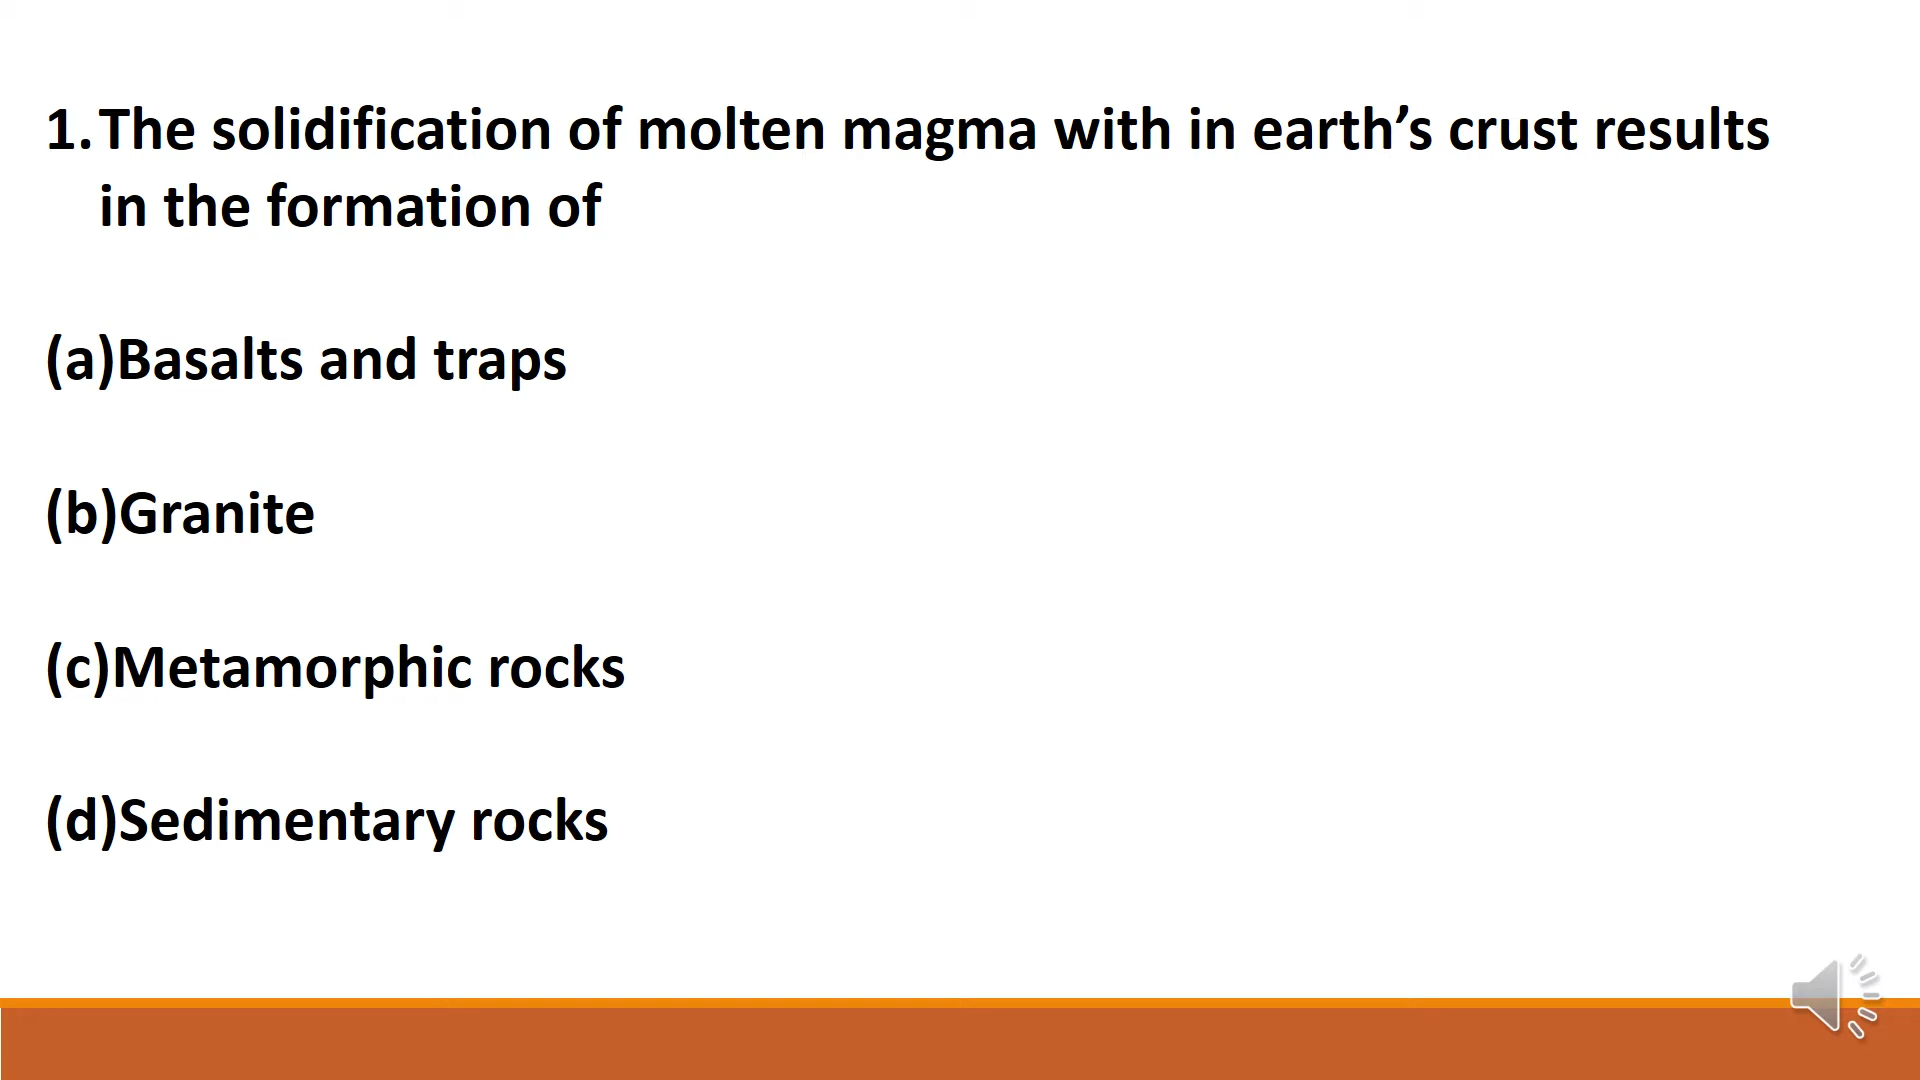 1. The solidification of molten magma with in earth’s crust results
in the formation of
(a)Basalts and traps
(b)Granite
(c)Metamorphic rocks
(d)Sedimentary rocks